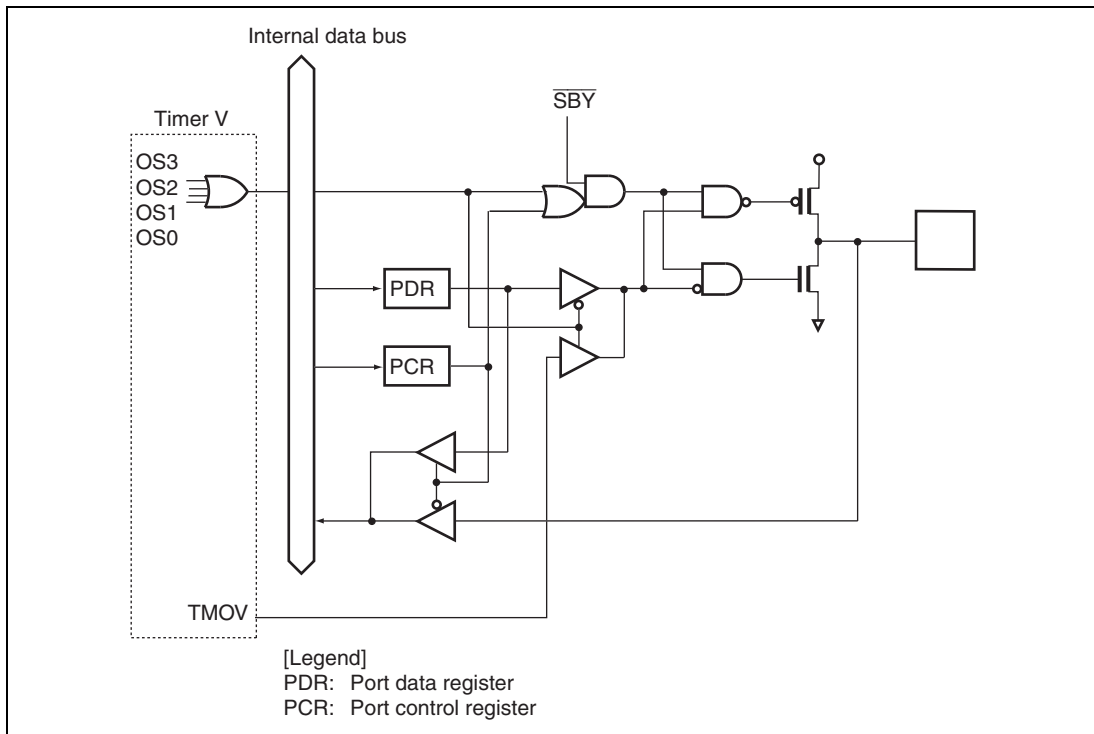 Internal data bus
S̅B̅Y̅
Timer V
OS3
OS2
OS1
OS0
PDR
PCR
TMOV
[Legend]
PDR: Port data register
PCR: Port control register